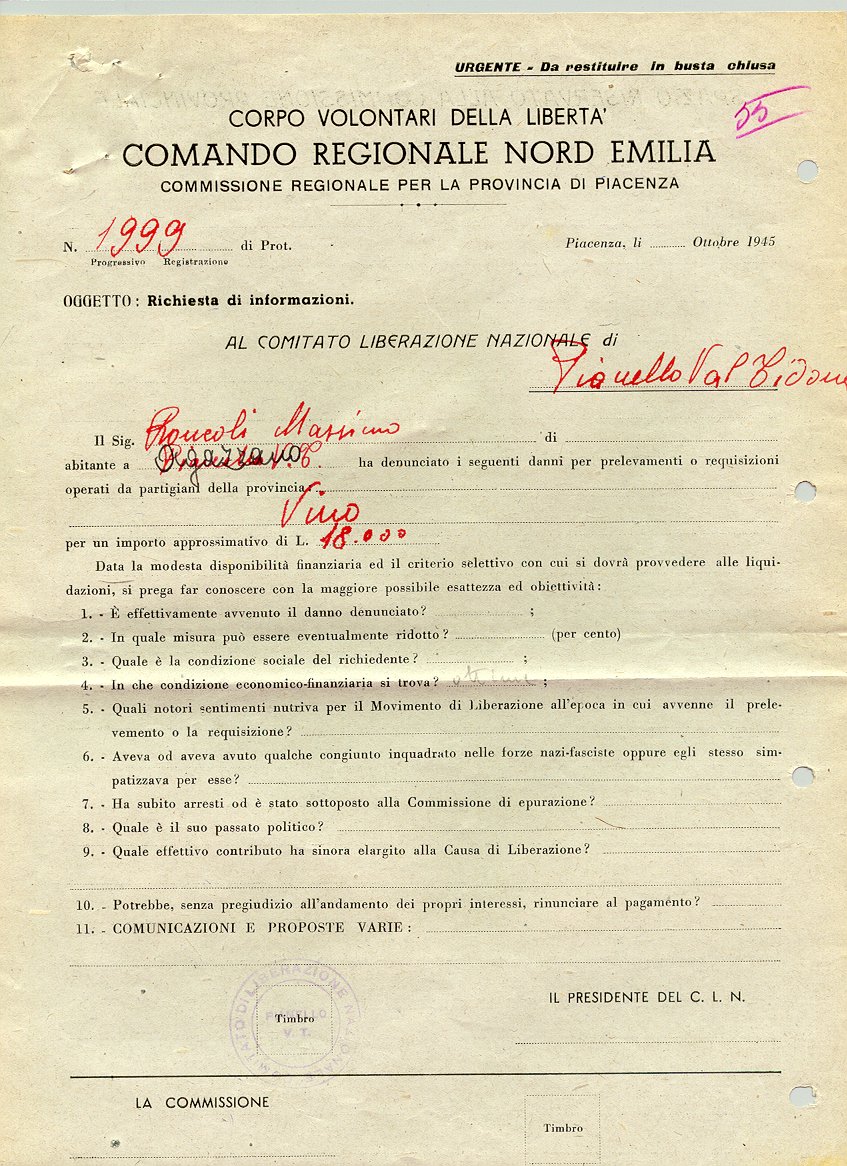 URGENTE - Da restituire in busta chiusa
55
CORPO VOLONTARI DELLA LIBERTA'
COMANDO REGIONALE NORD EMILIA
COMMISSIONE REGIONALE PER LA PROVINCIA DI PIACENZA
N. 1999 di Prot.
Progressivo Registrazione
Piacenza, li ........... Ottobre 1945
OGGETTO: Richiesta di informazioni.
AL COMITATO LIBERAZIONE NAZIONALE di
Pianello Val Tidone
Il Sig. Roncoli Massimo di
abitante a Agazzano V.T. ha denunciato i seguenti danni per prelevamenti o requisizioni
operati da partigiani della provincia:
Vino
per un importo approssimativo di L. 18.000
Data la modesta disponibilità finanziaria ed il criterio selettivo con cui si dovrà provvedere alle liqui-
dazioni, si prega far conoscere con la maggiore possibile esattezza ed obiettività:
1. - È effettivamente avvenuto il danno denunciato? ;
2. - In quale misura può essere eventualmente ridotto? (per cento)
3. - Quale è la condizione sociale del richiedente? ;
4. - In che condizione economico-finanziaria si trova? ottime ;
5. - Quali notori sentimenti nutriva per il Movimento di Liberazione all'epoca in cui avvenne il prele-
vemento o la requisizione?
6. - Aveva od aveva avuto qualche congiunto inquadrato nelle forze nazi-fasciste oppure egli stesso sim-
patizzava per esse?
7. - Ha subito arresti od è stato sottoposto alla Commissione di epurazione?
8. - Quale è il suo passato politico?
9. - Quale effettivo contributo ha sinora elargito alla Causa di Liberazione?
10. - Potrebbe, senza pregiudizio all'andamento dei propri interessi, rinunciare al pagamento?
11. - COMUNICAZIONI E PROPOSTE VARIE:
IL PRESIDENTE DEL C. L. N.
COMITATO DI LIBERAZIONE NAZIONALE
Timbro
V. T.
LA COMMISSIONE
Timbro